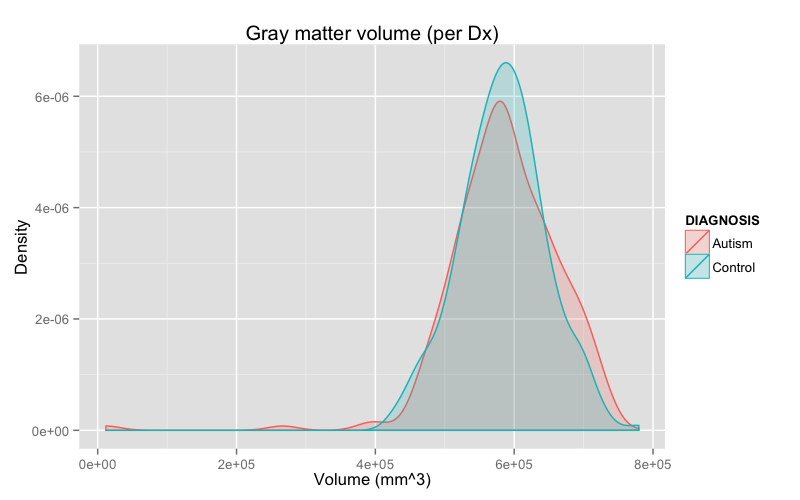 Gray matter volume (per Dx)
6e-06
4e-06
2e-06
0e+00
Density
0e+00 2e+05 4e+05 6e+05 8e+05
Volume (mm^3)
DIAGNOSIS
Autism
Control